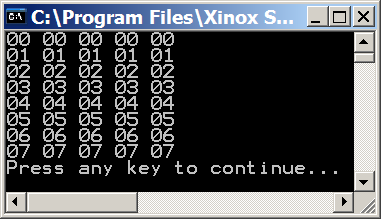 C:\Program Files\Xinox S...
00 00 00 00 00
01 01 01 01 01
02 02 02 02 02
03 03 03 03 03
04 04 04 04 04
05 05 05 05 05
06 06 06 06 06
07 07 07 07 07
Press any key to continue...